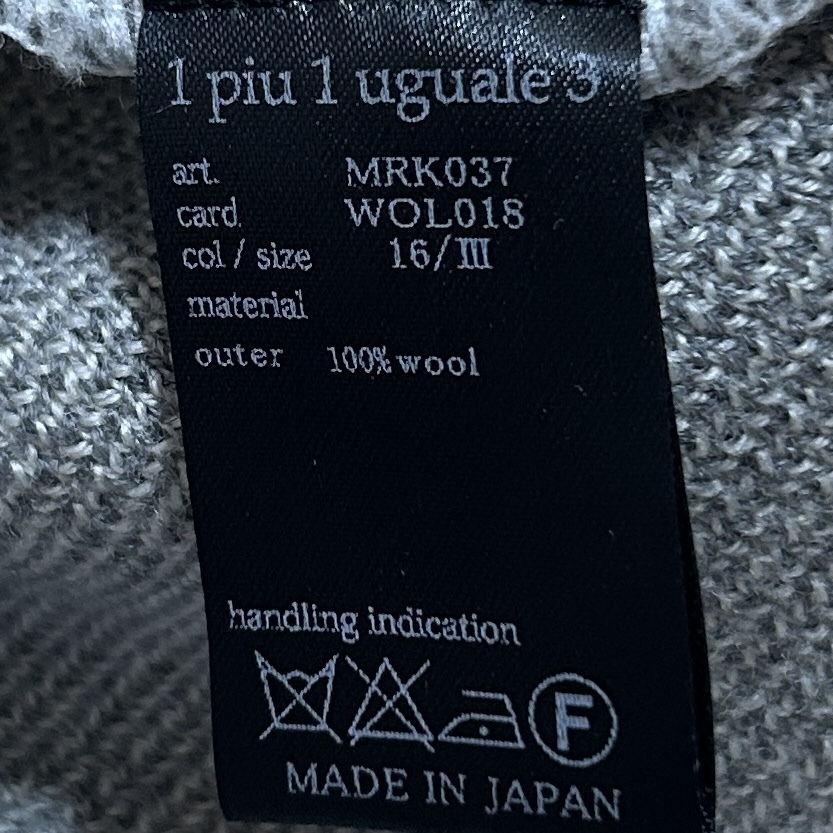 1 piu 1 uguale 3
art. MRK037
card. WOL018
col / size 16/Ⅲ
material
outer 100% wool
handling indication
F
MADE IN JAPAN